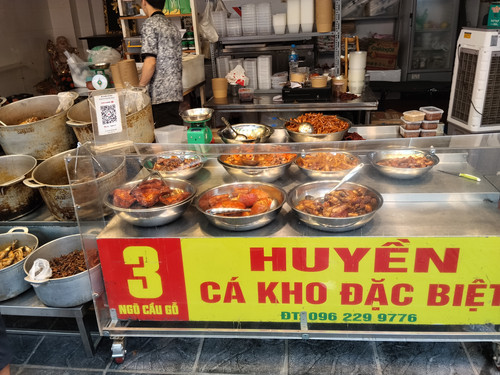 3
NGÕ CẦU GỖ
HUYỀN
CÁ KHO ĐẶC BIỆT
ĐT: 096 229 9776